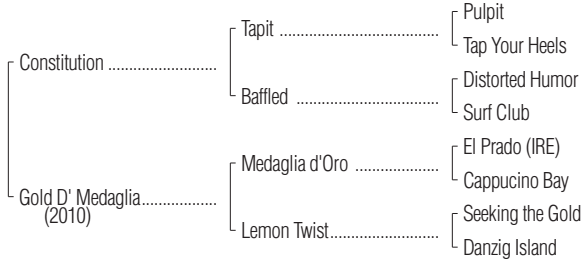 Pulpit
Tapit ..............................
Tap Your Heels
Constitution ...........................
Distorted Humor
Baffled ...........................
Surf Club
El Prado (IRE)
Medaglia d'Oro ..................
Cappucino Bay
Gold D' Medaglia...................
(2010)
Seeking the Gold
Lemon Twist.........................
Danzig Island